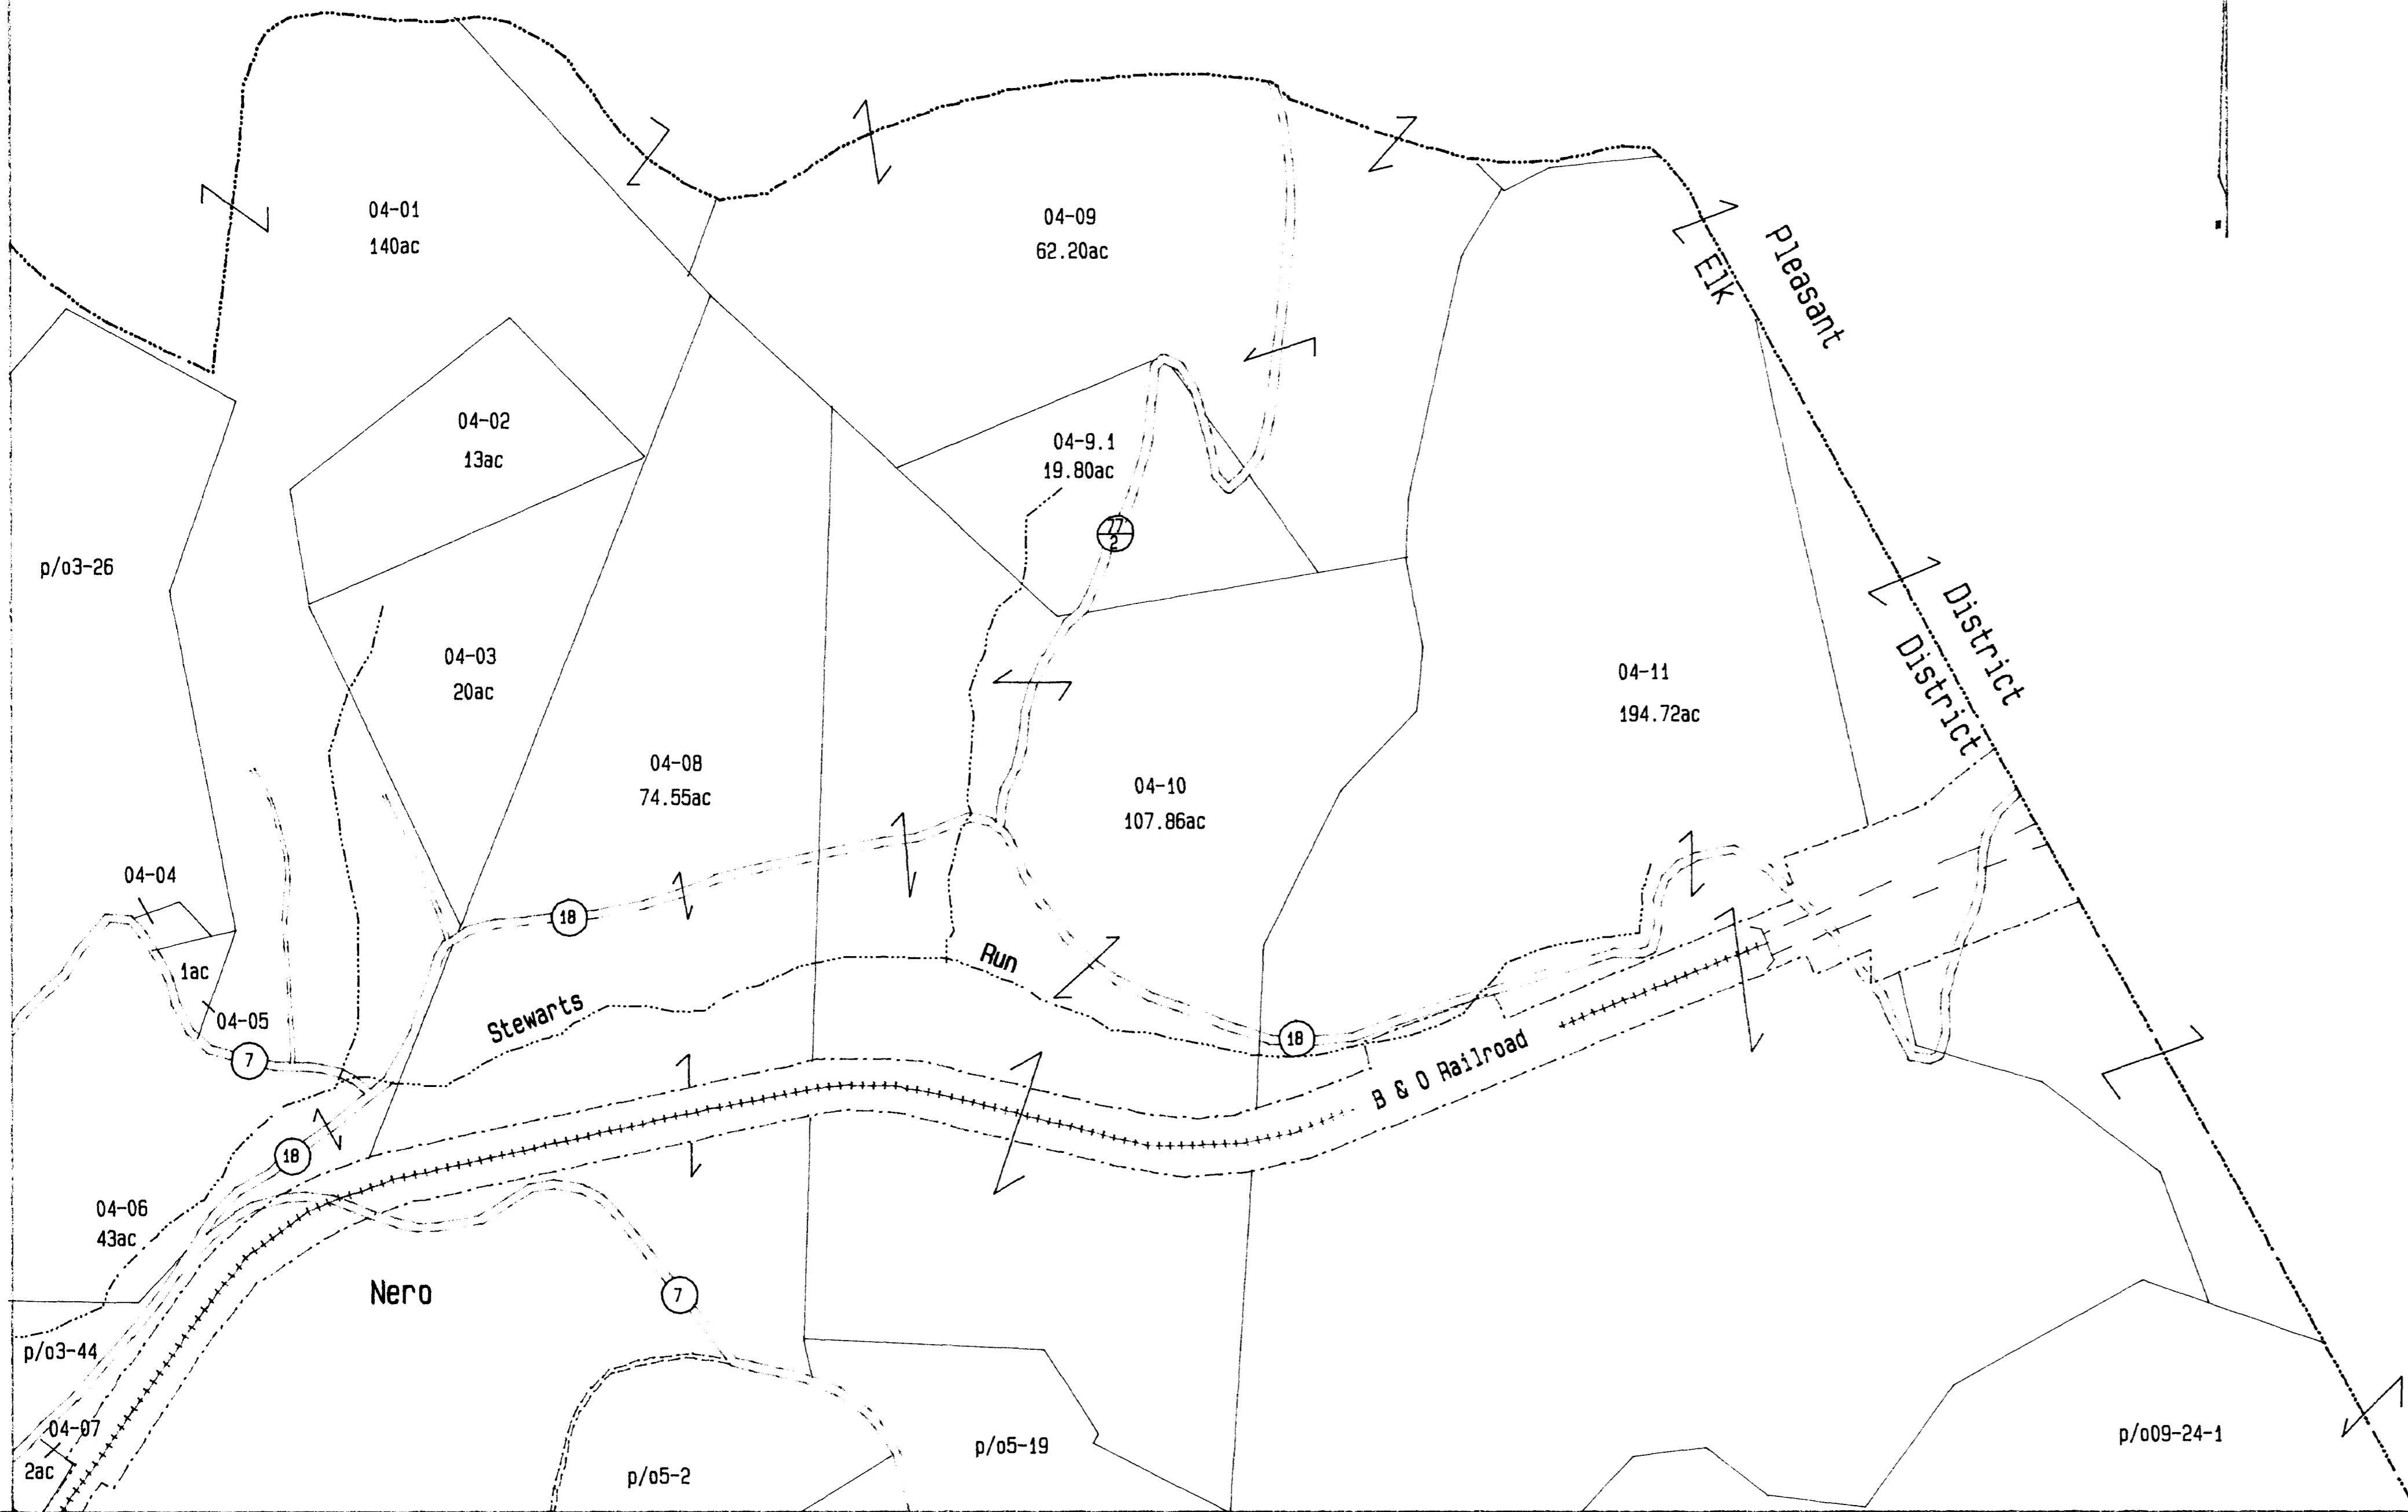 04-01
140ac
04-09
62.20ac
Pleasant
Elk
04-02
13ac
04-9.1
19.80ac
77
2
p/o3-26
District
District
04-03
20ac
04-11
194.72ac
04-08
74.55ac
04-10
107.86ac
04-04
18
1ac
Run
Stewarts
04-05
7
18
B & O Railroad
18
04-06
43ac
Nero
7
p/o3-44
04-07
2ac
p/o5-2
p/o5-19
p/o09-24-1